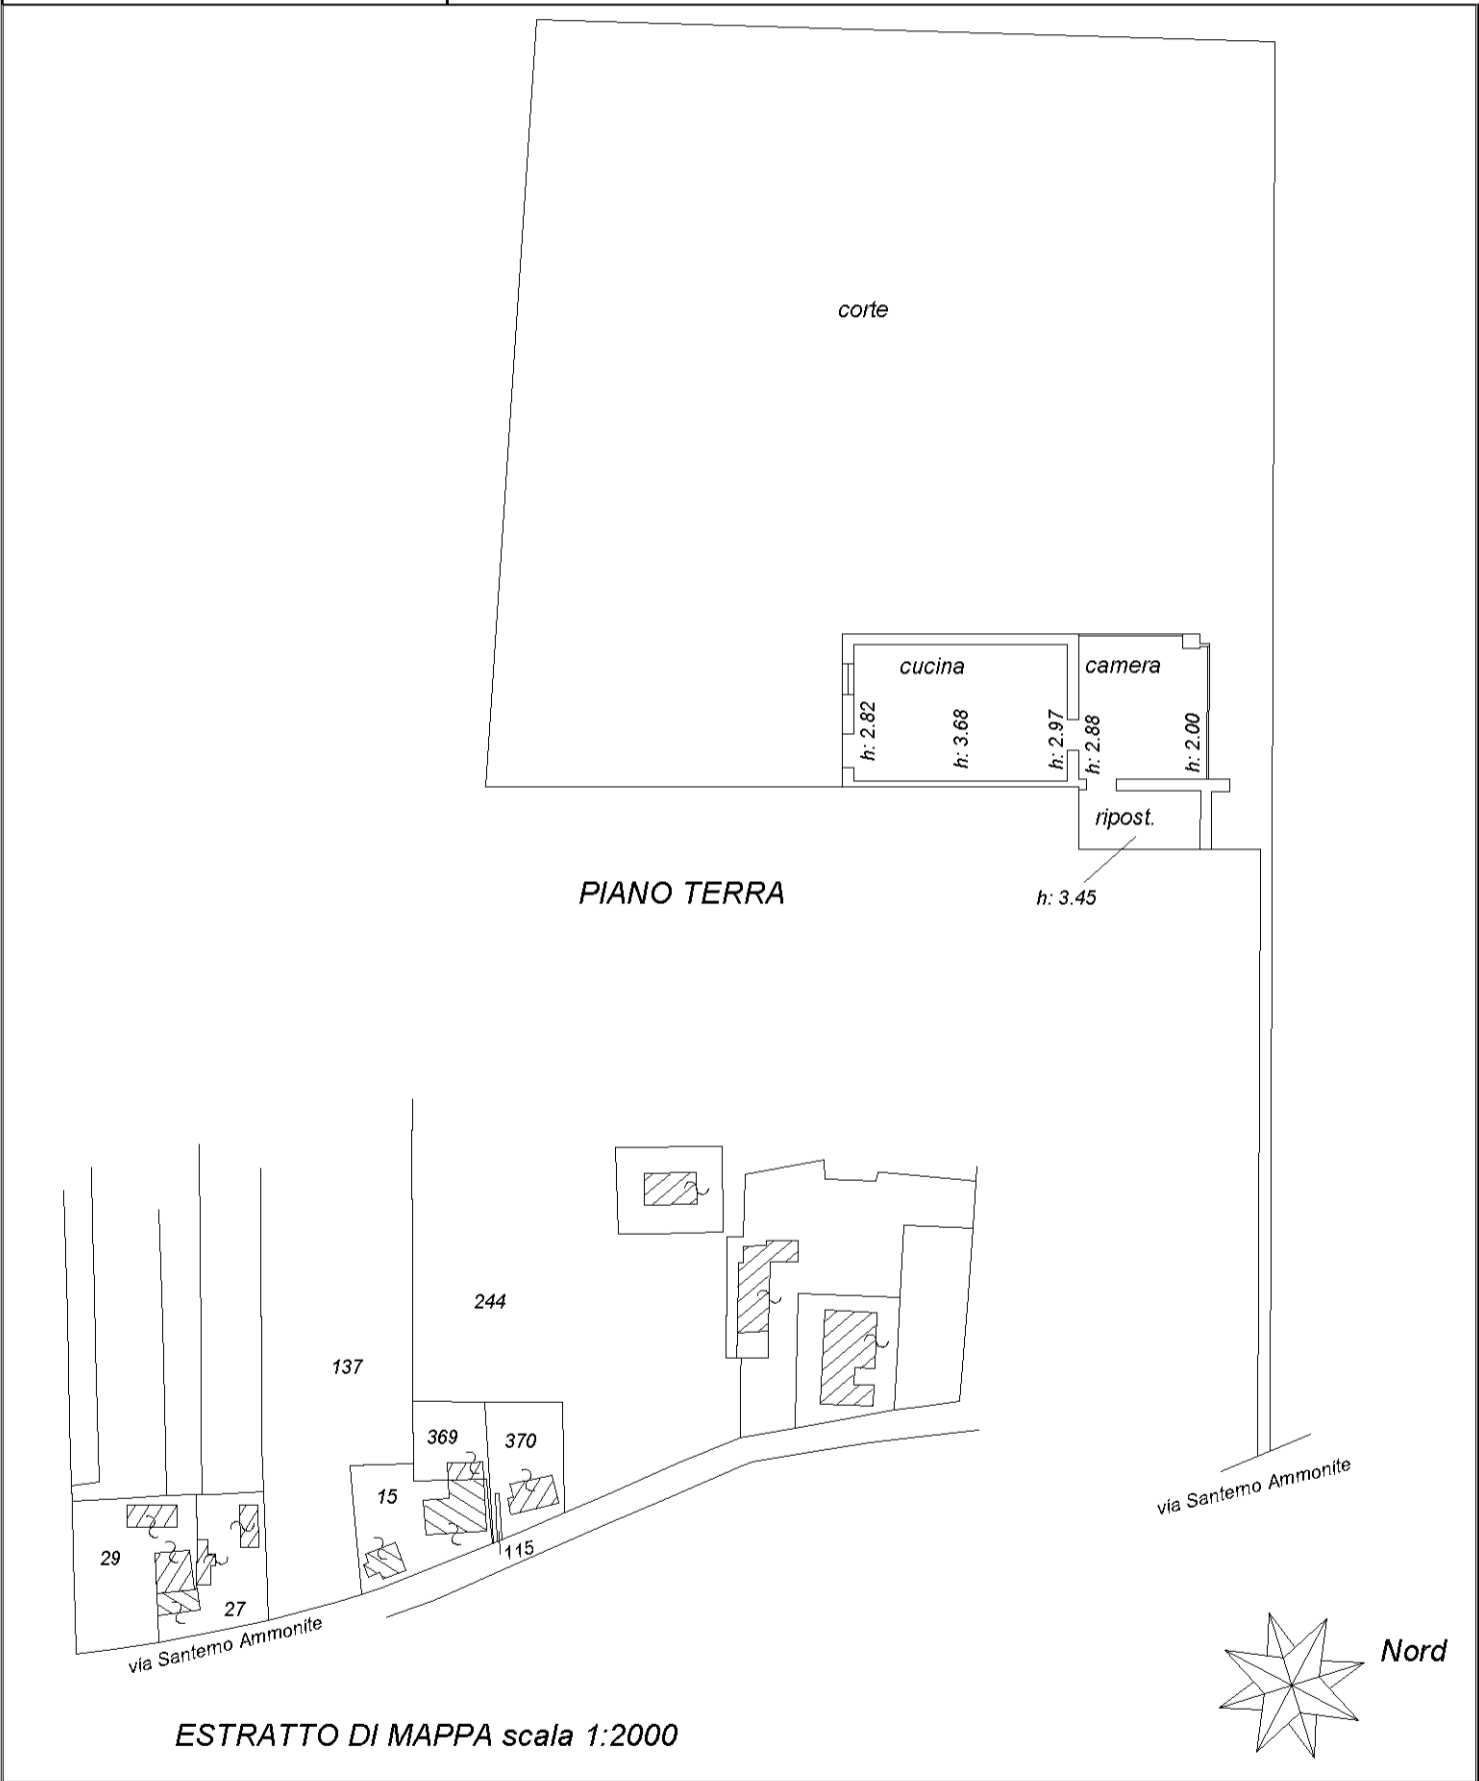 corte
cucina
camera
h: 2.82
h: 3.68
h: 2.97
h: 2.88
h: 2.00
ripost.
PIANO TERRA
h: 3.45
244
137
369
370
15
via Santerno Ammonite
29
115
27
via Santerno Ammonite
Nord
ESTRATTO DI MAPPA scala 1:2000